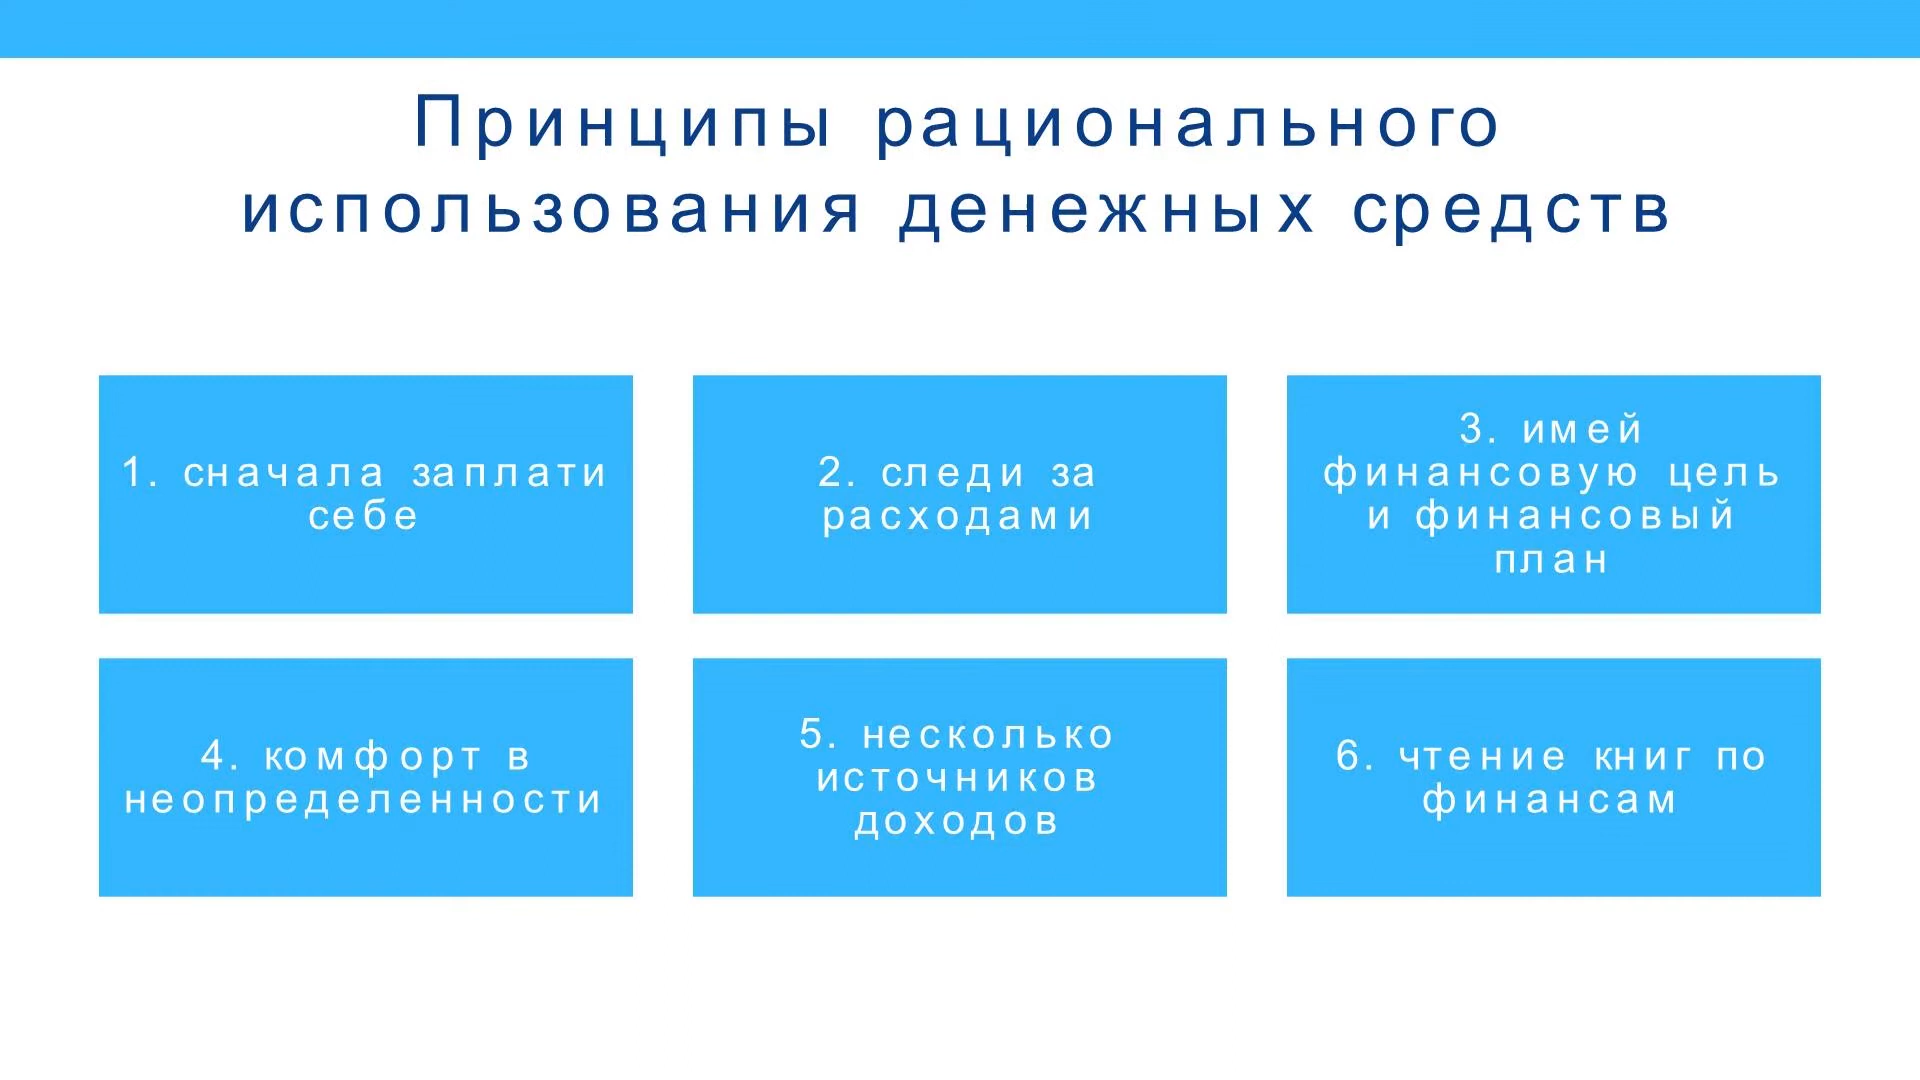 Принципы рационального
использования денежных средств
1. сначала заплати
себе
2. следи за
расходами
3. имей
финансовую цель
и финансовый
план
4. комфорт в
неопределенности
5. несколько
источников
доходов
6. чтение книг по
финансам